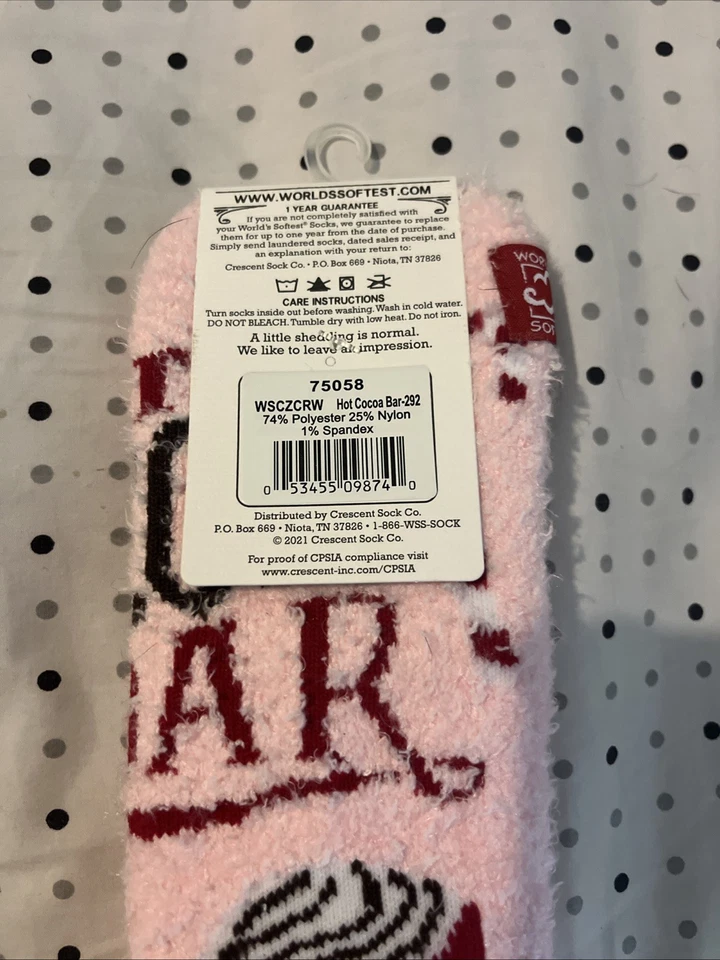 WWW.WORLDSSOFTEST.COM
1 YEAR GUARANTEE
If you are not completely satisfied with
your World's Softest® Socks, we guarantee to replace
them for up to one year from the date of purchase.
Simply send laundered socks, dated sales receipt, and
an explanation with your return to:
Crescent Sock Co. • P.O. Box 669 • Niota, TN 37826
CARE INSTRUCTIONS
Turn socks inside out before washing. Wash in cold water.
DO NOT BLEACH. Tumble dry with low heat. Do not iron.
A little shedding is normal.
We like to leave an impression.
75058
WSCZCRW Hot Cocoa Bar-292
74% Polyester 25% Nylon
1% Spandex
0 53455 09874 0
Distributed by Crescent Sock Co.
P.O. Box 669 • Niota, TN 37826 • 1-866-WSS-SOCK
© 2021 Crescent Sock Co.
For proof of CPSIA compliance visit
www.crescent-inc.com/CPSIA
AR